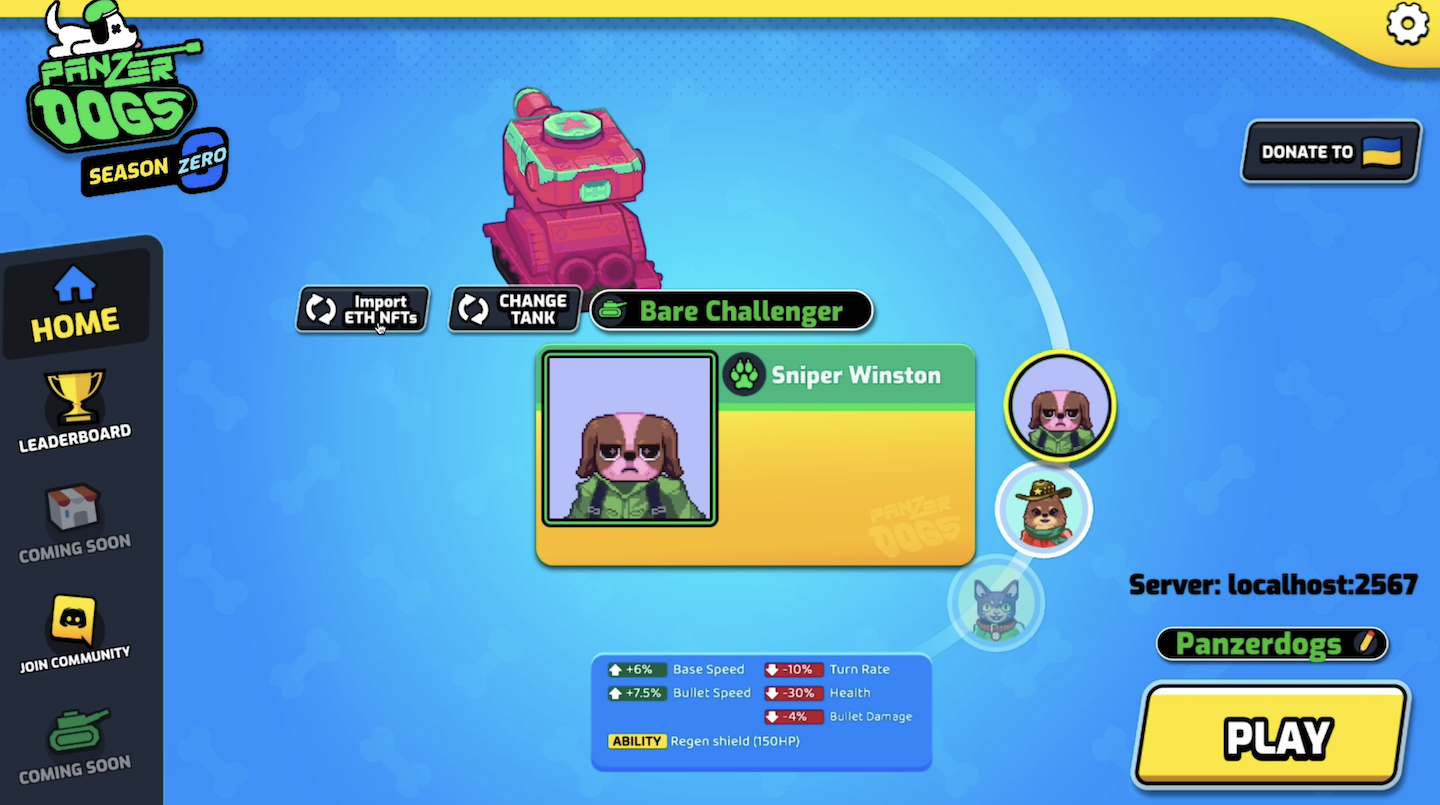 PANZER
DOGS
SEASON ZERO
DONATE TO
HOME
LEADERBOARD
COMING SOON
JOIN COMMUNITY
COMING SOON
Import
ETH NFTs
CHANGE
TANK
Bare Challenger
Sniper Winston
PANZER
DOGS
+6% Base Speed -10% Turn Rate
+7.5% Bullet Speed -30% Health
-4% Bullet Damage
ABILITY Regen shield (150HP)
Server: localhost:2567
Panzerdogs
PLAY